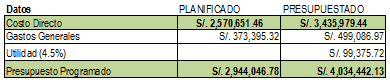 Datos PLANIFICADO PRESUPUESTADO
Costo Directo S/. 2,570,651.46 S/. 3,435,979.44
Gastos Generales S/. 373,395.32 S/. 499,086.97
Utilidad (4.5%) S/. 99,375.72
Presupuesto Programado S/. 2,944,046.78 S/. 4,034,442.13